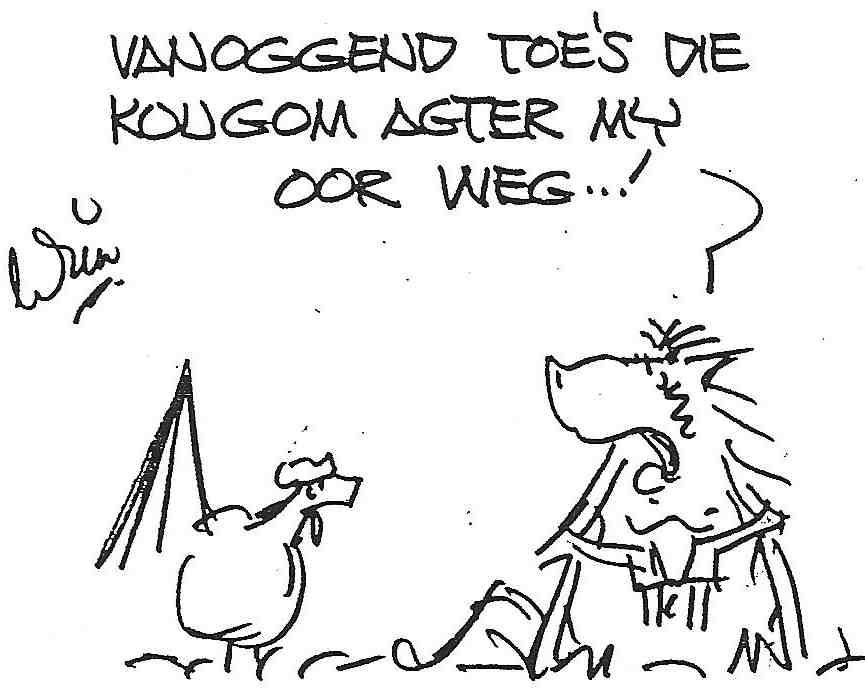 VANOGGEND TOE'S DIE
KOUGOM AGTER MY
OOR WEG...!